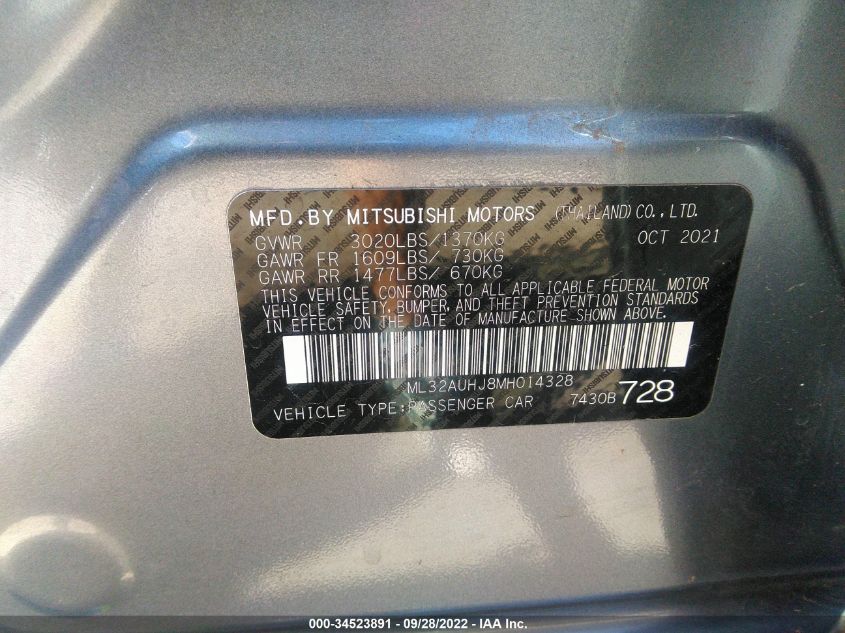 MFD.BY MITSUBISHI MOTORS (THAILAND) CO., LTD.
GVWR 3020LBS/1370KG OCT 2021
GAWR FR 1609LBS/ 730KG
GAWR RR 1477LBS/ 670KG
THIS VEHICLE CONFORMS TO ALL APPLICABLE FEDERAL MOTOR
VEHICLE SAFETY, BUMPER, AND THEFT PREVENTION STANDARDS
IN EFFECT ON THE DATE OF MANUFACTURE SHOWN ABOVE.
ML32AUHJ8MH014328
VEHICLE TYPE:PASSENGER CAR 7430B 728
000-34523891 - 09/28/2022 - IAA Inc.